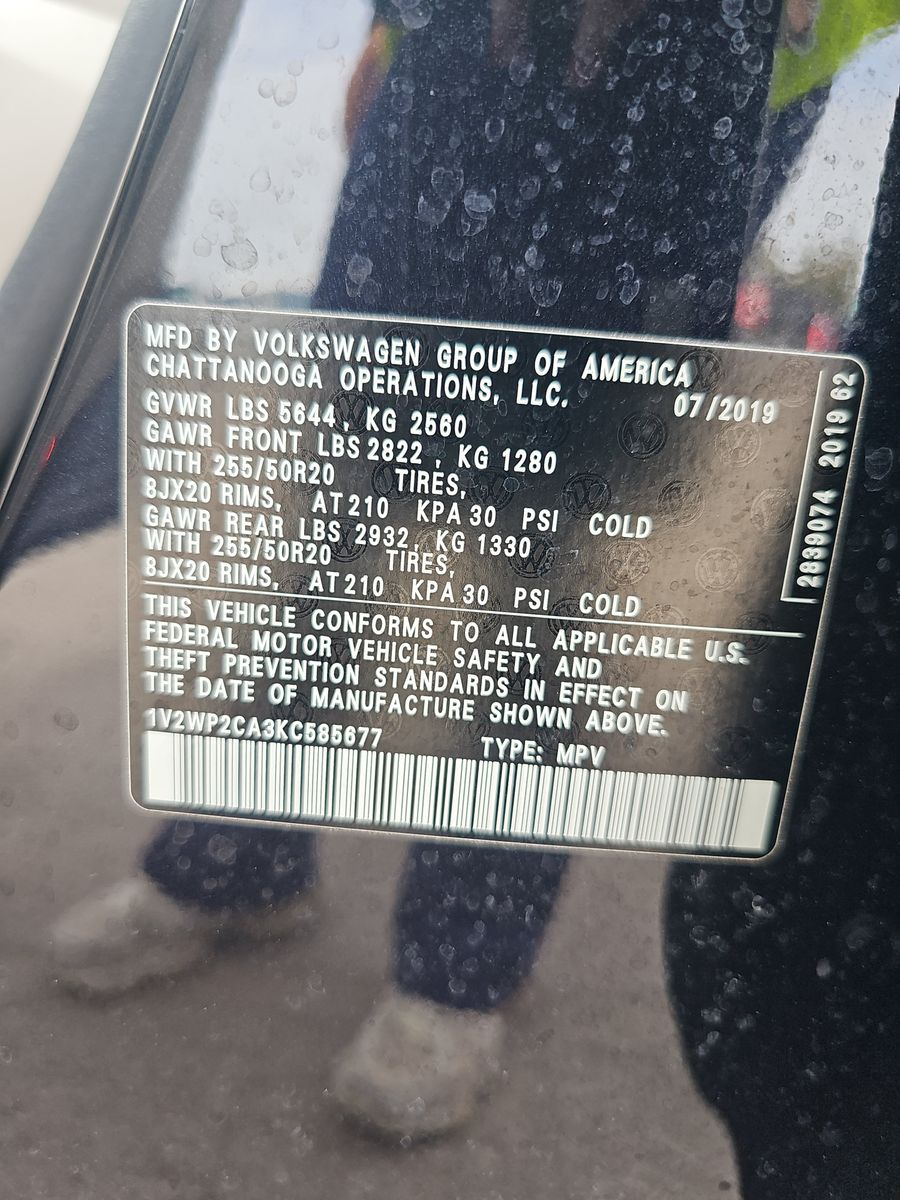 MFD BY VOLKSWAGEN GROUP OF AMERICA
CHATTANOOGA OPERATIONS, LLC.
07/2019
GVWR LBS 5644, KG 2560
GAWR FRONT LBS 2822 , KG 1280
WITH 255/50R20 TIRES,
8JX20 RIMS, AT 210 KPA 30 PSI COLD
GAWR REAR LBS 2932, KG 1330
WITH 255/50R20 TIRES,
8JX20 RIMS, AT 210 KPA 30 PSI COLD
THIS VEHICLE CONFORMS TO ALL APPLICABLE U.S.
FEDERAL MOTOR VEHICLE SAFETY AND
THEFT PREVENTION STANDARDS IN EFFECT ON
THE DATE OF MANUFACTURE SHOWN ABOVE.
1V2WP2CA3KC585677 TYPE: MPV
2839074 2019 62